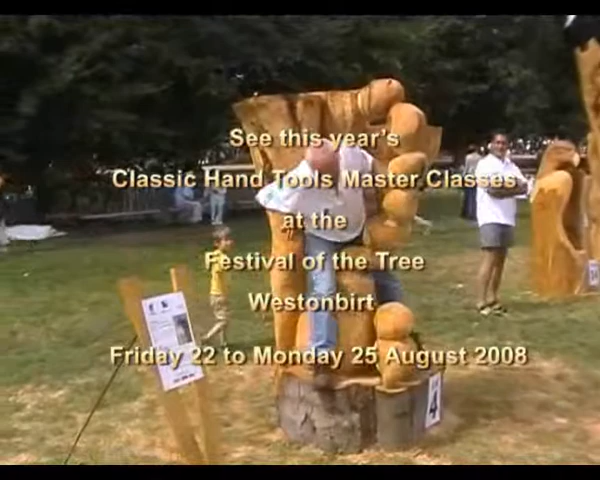 See this year's
Classic Hand Tools Master Classes
at the
Festival of the Tree
Westonbirt
Friday 22 to Monday 25 August 2008
4